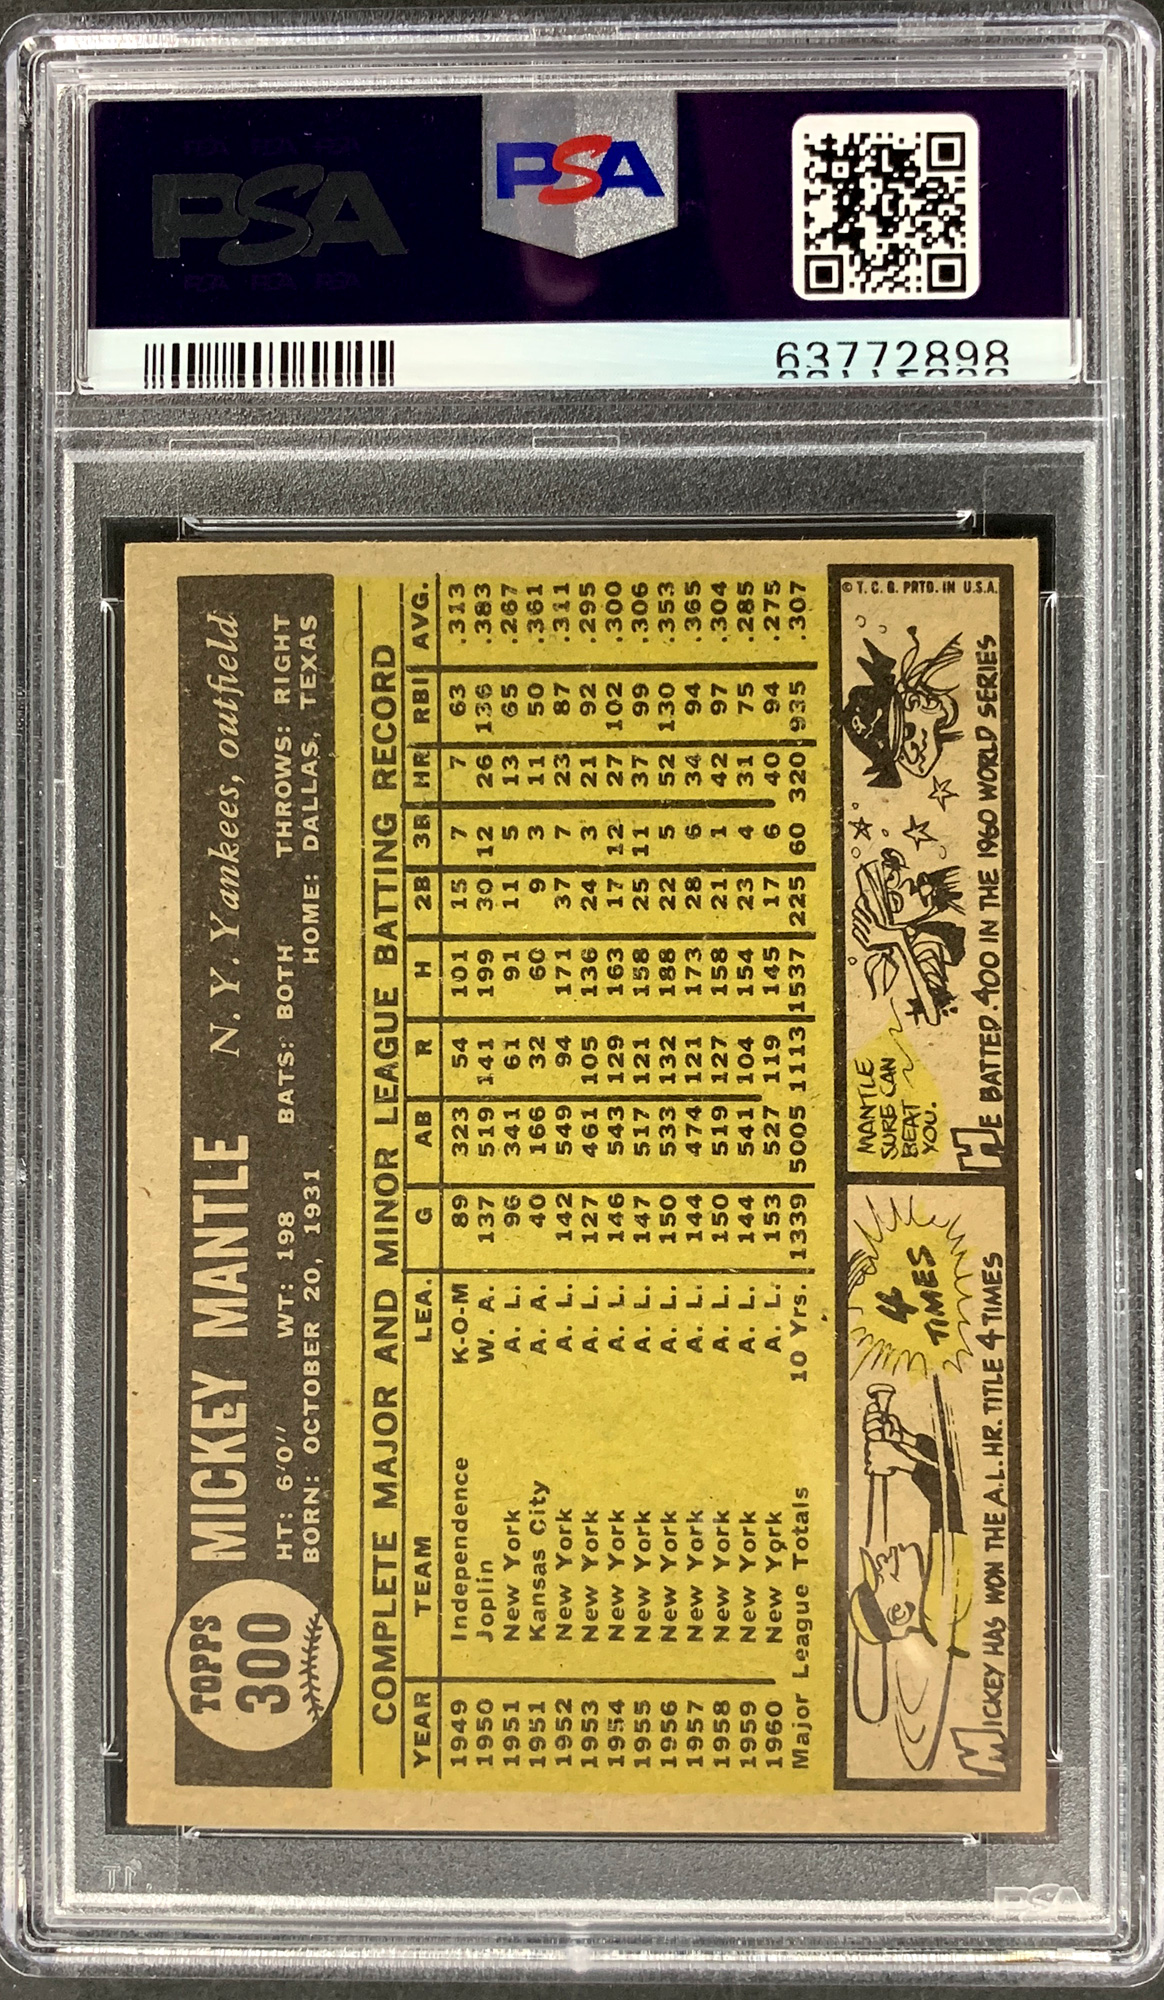 PSA
PSA
63772898
TOPPS
300
MICKEY MANTLE N. Y. Yankees, outfield
HT: 6'0'' WT: 198 BATS: BOTH THROWS: RIGHT
BORN: OCTOBER 20, 1931 HOME: DALLAS, TEXAS
COMPLETE MAJOR AND MINOR LEAGUE BATTING RECORD
YEAR TEAM LEA. G AB R H 2B 3B HR RBI AVG.
1949 Independence K-O-M 89 323 54 101 15 7 7 63 .313
1950 Joplin W. A. 137 519 141 199 30 12 26 136 .383
1951 New York A. L. 96 341 61 91 11 5 13 65 .267
1951 Kansas City A. A. 40 166 32 60 9 3 11 50 .361
1952 New York A. L. 142 549 94 171 37 7 23 87 .311
1953 New York A. L. 127 461 105 136 24 3 21 92 .295
1954 New York A. L. 146 543 129 163 17 12 27 102 .300
1955 New York A. L. 147 517 121 158 25 11 37 99 .306
1956 New York A. L. 150 533 132 188 22 5 52 130 .353
1957 New York A. L. 144 474 121 173 28 6 34 94 .365
1958 New York A. L. 150 519 127 158 21 1 42 97 .304
1959 New York A. L. 144 541 104 154 23 4 31 75 .285
1960 New York A. L. 153 527 119 145 17 6 40 94 .275
Major League Totals 10 Yrs. 1339 5005 1113 1537 225 60 320 935 .307
4
TIMES
MICKEY HAS WON THE A.L. HR. TITLE 4 TIMES
MANTLE
SURE CAN
BEAT
YOU.
HE BATTED .400 IN THE 1960 WORLD SERIES
© T. C. G. PRTD. IN U.S.A.
PSA